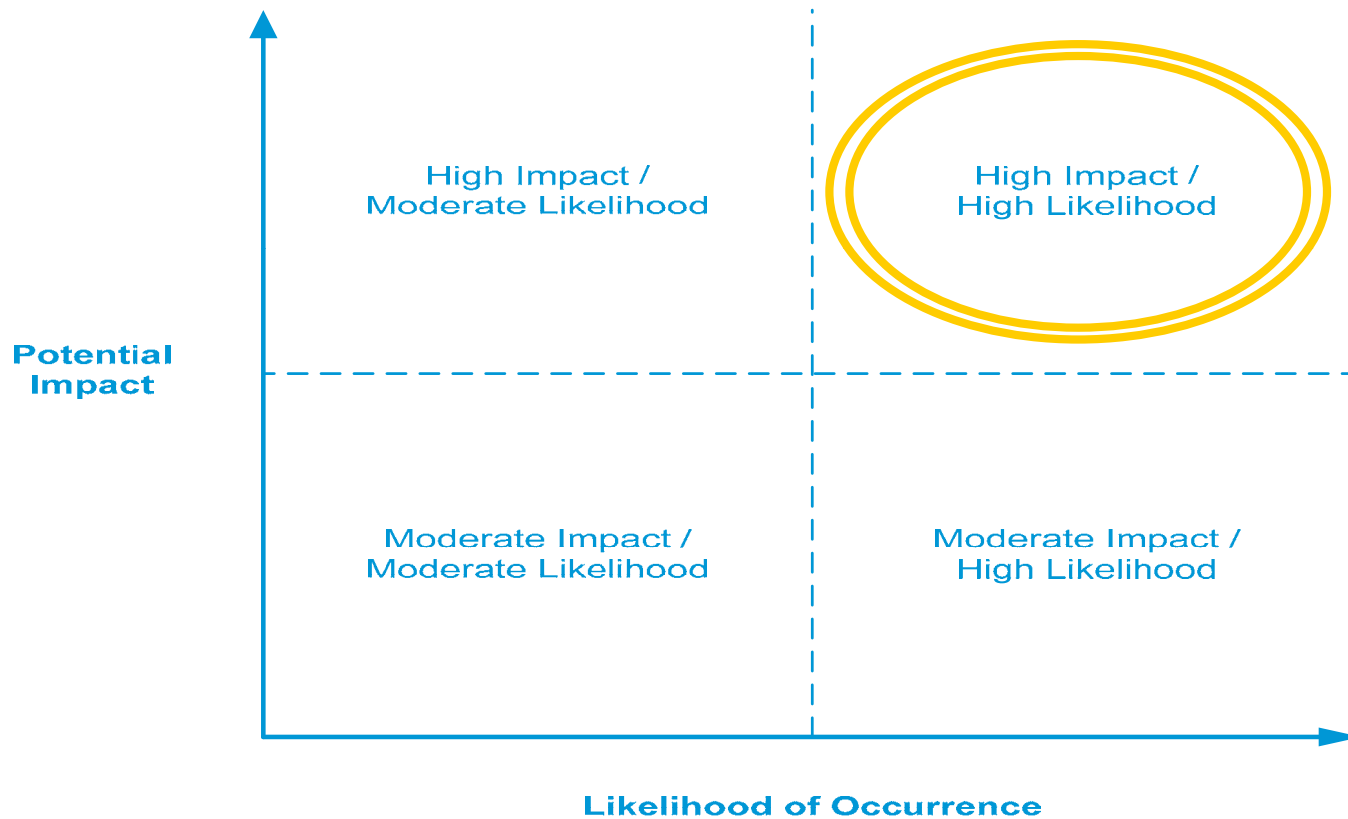 High Impact /
Moderate Likelihood
High Impact /
High Likelihood
Potential
Impact
Moderate Impact /
Moderate Likelihood
Moderate Impact /
High Likelihood
Likelihood of Occurrence